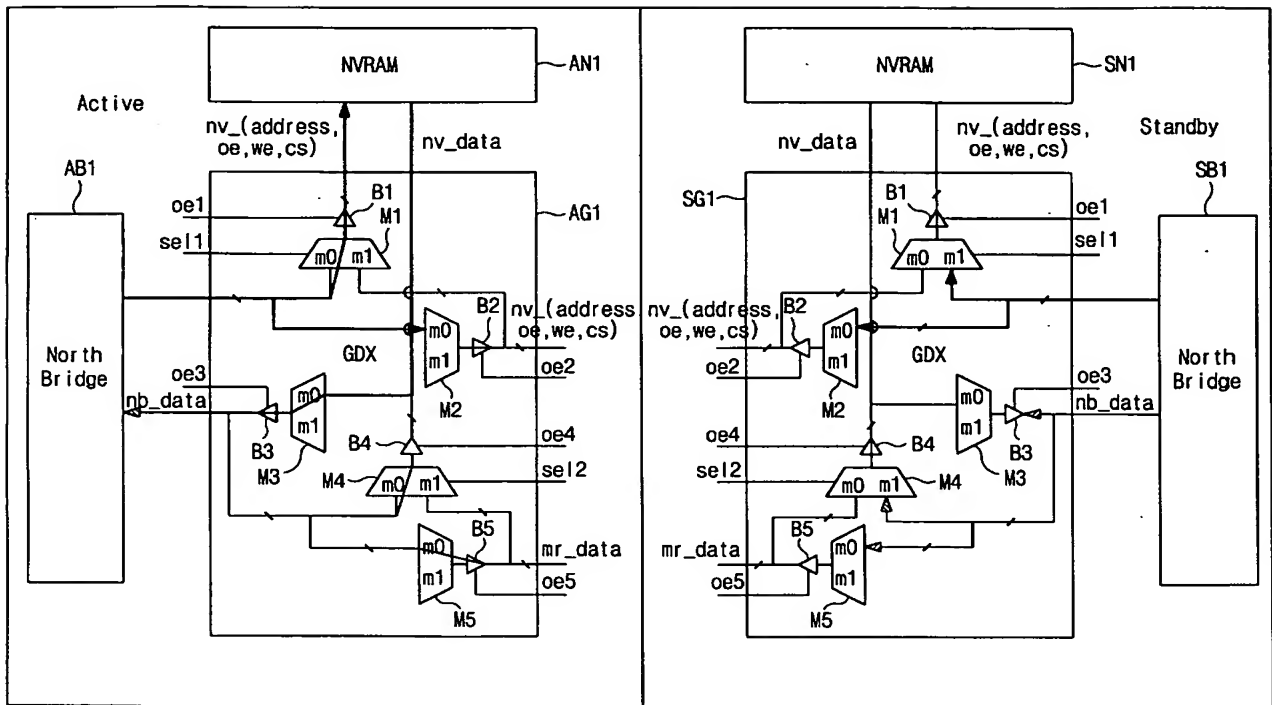 NVRAM
AN1
Active
nv_(address,
oe,we,cs)
nv_data
AB1
B1
oe1
M1
AG1
sel1
m0 m1
B2
nv_(address,
oe,we,cs)
m0
m1
GDX
North
Bridge
oe3
oe2
M2
nb_data
m0
m1
B3
M3
B4
oe4
M4
m0 m1
sel2
B5
m0
m1
mr_data
oe5
M5
NVRAM
SN1
Standby
nv_data
nv_(address,
oe,we,cs)
SB1
SG1
B1
oe1
M1
sel1
m0 m1
nv_(address,
oe,we,cs)
B2
m0
m1
GDX
North
Bridge
oe2
M2
oe3
nb_data
m0
m1
B3
M3
oe4
B4
sel2
m0 m1
M4
mr_data
B5
m0
m1
oe5
M5